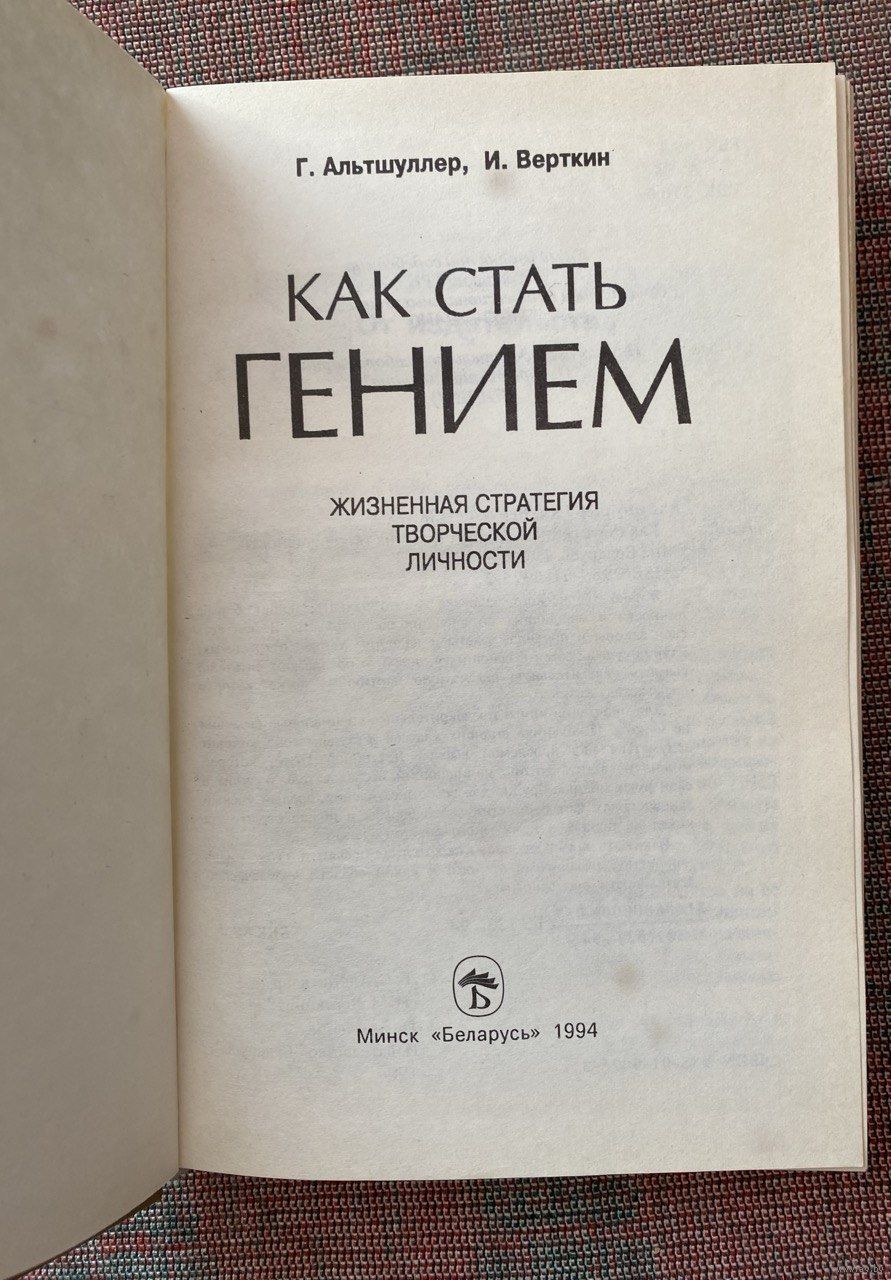 Г. Альтшуллер, И. Верткин
КАК СТАТЬ
ГЕНИЕМ
ЖИЗНЕННАЯ СТРАТЕГИЯ
ТВОРЧЕСКОЙ
ЛИЧНОСТИ
Б
Минск «Беларусь» 1994